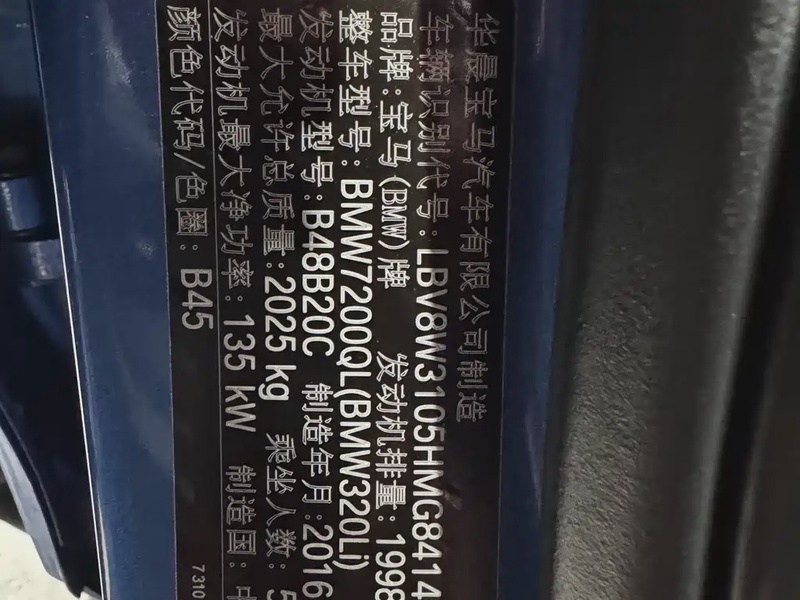 华晨宝马汽车有限公司制造
车辆识别代号: LBV8W3105HMG8414
品牌: 宝马(BMW)牌 发动机排量: 1998
整车型号: BMW7200QL(BMW320Li)
发动机型号: B48B20C 制造年月: 2016
最大允许总质量: 2025 kg 乘坐人数: 5
发动机最大净功率: 135 kW 制造国: 中
颜色代码/色圈: B45
7310